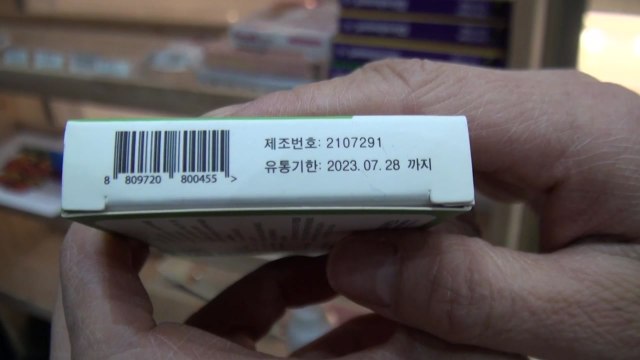 제조번호: 2107291
유통기한: 2023.07.28 까지
8 809720 800455 >